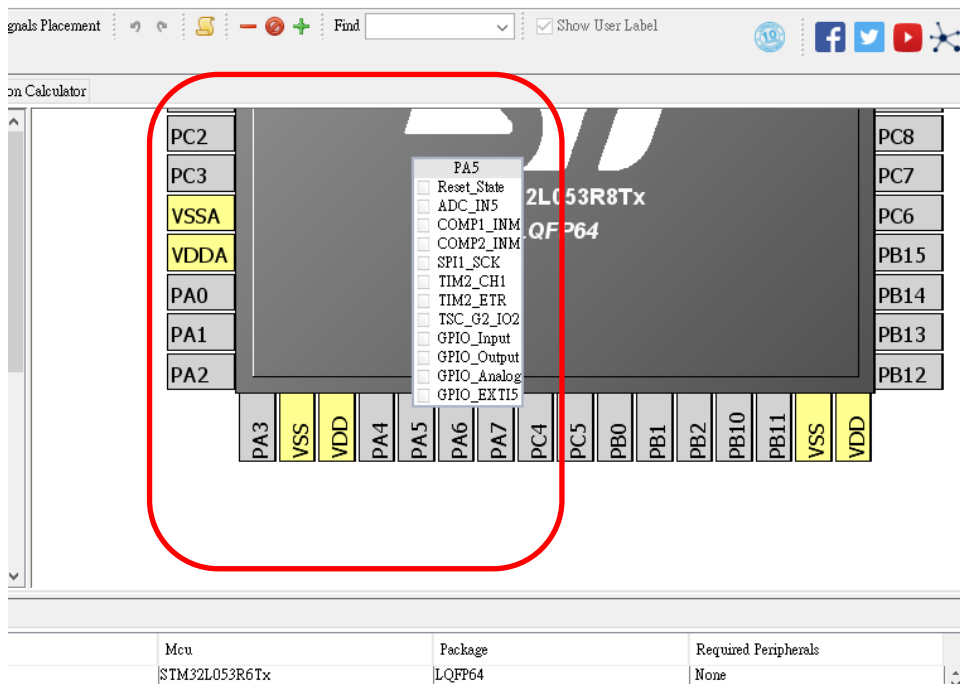 gnals Placement Find Show User Label
on Calculator
PC2
PC3
VSSA
VDDA
PA0
PA1
PA2
PA5
Reset_State
ADC_IN5
COMP1_INM
COMP2_INM
SPI1_SCK
TIM2_CH1
TIM2_ETR
TSC_G2_IO2
GPIO_Input
GPIO_Output
GPIO_Analog
GPIO_EXTI5
2L053R8Tx
QFP64
PC8
PC7
PC6
PB15
PB14
PB13
PB12
PA3 VSS VDD PA4 PA5 PA6 PA7 PC4 PC5 PB0 PB1 PB2 PB10 PB11 VSS VDD
Mcu Package Required Peripherals
STM32L053R6Tx LQFP64 None